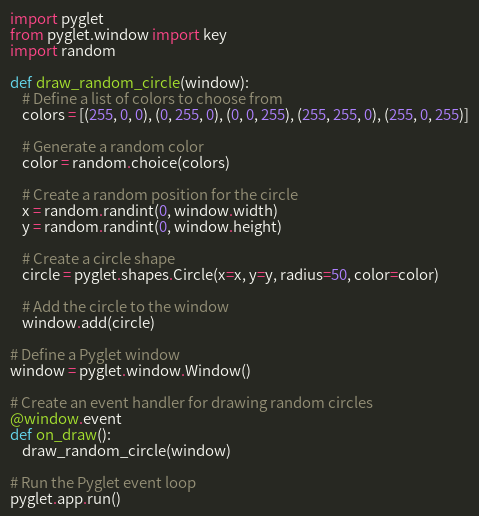 import pyglet
from pyglet.window import key
import random

def draw_random_circle(window):
    # Define a list of colors to choose from
    colors = [(255, 0, 0), (0, 255, 0), (0, 0, 255), (255, 255, 0), (255, 0, 255)]

    # Generate a random color
    color = random.choice(colors)

    # Create a random position for the circle
    x = random.randint(0, window.width)
    y = random.randint(0, window.height)

    # Create a circle shape
    circle = pyglet.shapes.Circle(x=x, y=y, radius=50, color=color)

    # Add the circle to the window
    window.add(circle)

# Define a Pyglet window
window = pyglet.window.Window()

# Create an event handler for drawing random circles
@window.event
def on_draw():
    draw_random_circle(window)

# Run the Pyglet event loop
pyglet.app.run()